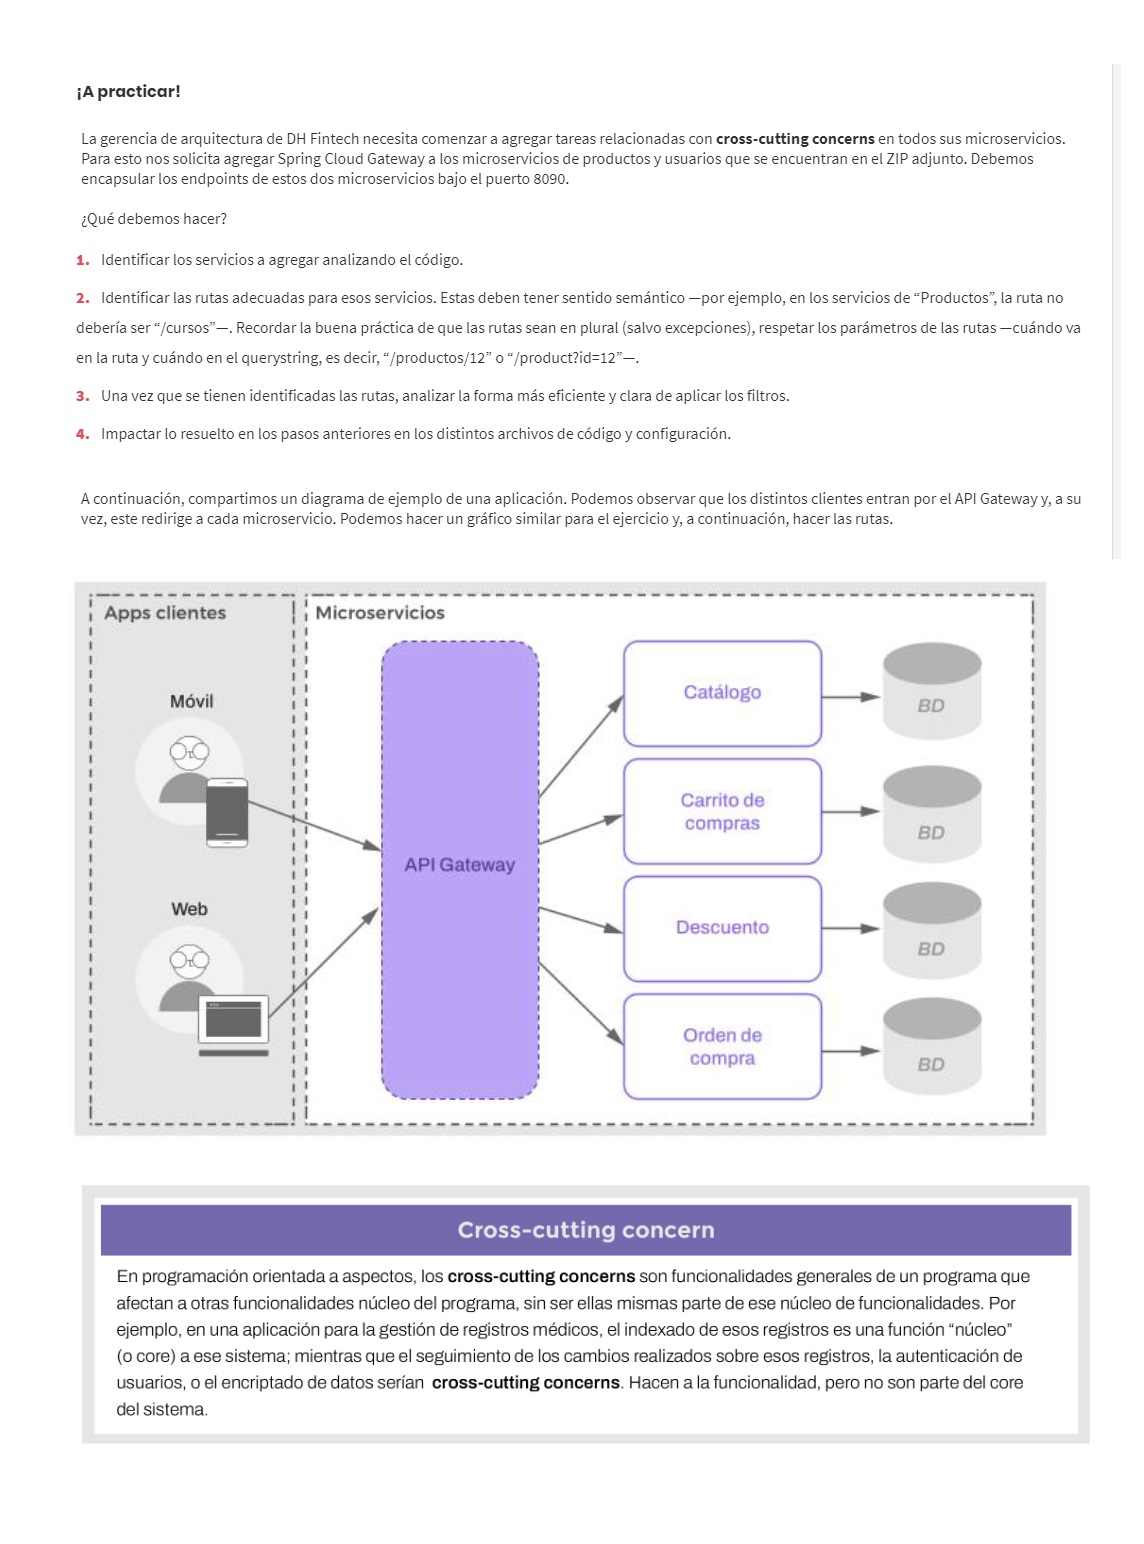 ¡A practicar!
La gerencia de arquitectura de DH Fintech necesita comenzar a agregar tareas relacionadas con cross-cutting concerns en todos sus microservicios.
Para esto nos solicita agregar Spring Cloud Gateway a los microservicios de productos y usuarios que se encuentran en el ZIP adjunto. Debemos
encapsular los endpoints de estos dos microservicios bajo el puerto 8090.
¿Qué debemos hacer?
1. Identificar los servicios a agregar analizando el código.
2. Identificar las rutas adecuadas para esos servicios. Estas deben tener sentido semántico —por ejemplo, en los servicios de “Productos”, la ruta no
debería ser “/cursos”—. Recordar la buena práctica de que las rutas sean en plural (salvo excepciones), respetar los parámetros de las rutas —cuándo va
en la ruta y cuándo en el querystring, es decir, “/productos/12” o “/product?id=12”—.
3. Una vez que se tienen identificadas las rutas, analizar la forma más eficiente y clara de aplicar los filtros.
4. Impactar lo resuelto en los pasos anteriores en los distintos archivos de código y configuración.
A continuación, compartimos un diagrama de ejemplo de una aplicación. Podemos observar que los distintos clientes entran por el API Gateway y, a su
vez, este redirige a cada microservicio. Podemos hacer un gráfico similar para el ejercicio y, a continuación, hacer las rutas.
Apps clientes
Microservicios
Móvil
Web
API Gateway
Catálogo
BD
Carrito de
compras
BD
Descuento
BD
Orden de
compra
BD
Cross-cutting concern
En programación orientada a aspectos, los cross-cutting concerns son funcionalidades generales de un programa que
afectan a otras funcionalidades núcleo del programa, sin ser ellas mismas parte de ese núcleo de funcionalidades. Por
ejemplo, en una aplicación para la gestión de registros médicos, el indexado de esos registros es una función “núcleo”
(o core) a ese sistema; mientras que el seguimiento de los cambios realizados sobre esos registros, la autenticación de
usuarios, o el encriptado de datos serían cross-cutting concerns. Hacen a la funcionalidad, pero no son parte del core
del sistema.